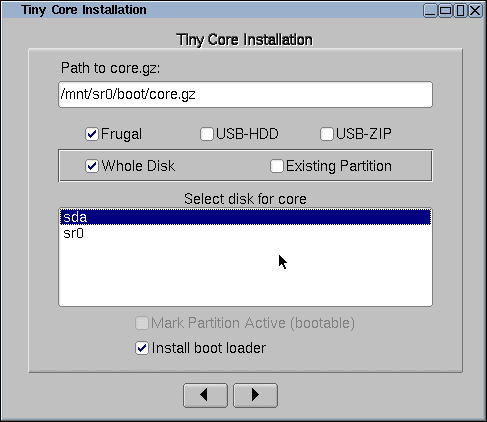 Tiny Core Installation
Tiny Core Installation
Path to core.gz:
/mnt/sr0/boot/core.gz
Frugal USB-HDD USB-ZIP
Whole Disk Existing Partition
Select disk for core
sda
sr0
Mark Partition Active (bootable)
Install boot loader